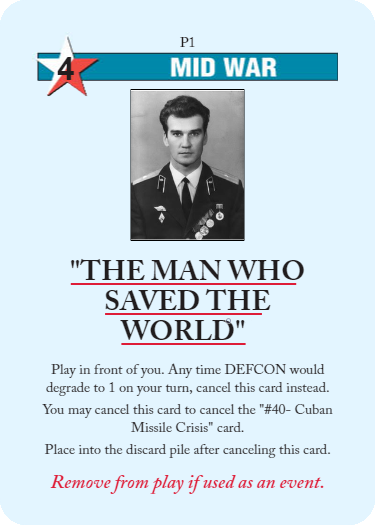 P1
4
MID WAR
"THE MAN WHO
SAVED THE
WORLD"
Play in front of you. Any time DEFCON would
degrade to 1 on your turn, cancel this card instead.
You may cancel this card to cancel the "#40- Cuban
Missile Crisis" card.
Place into the discard pile after canceling this card.
Remove from play if used as an event.